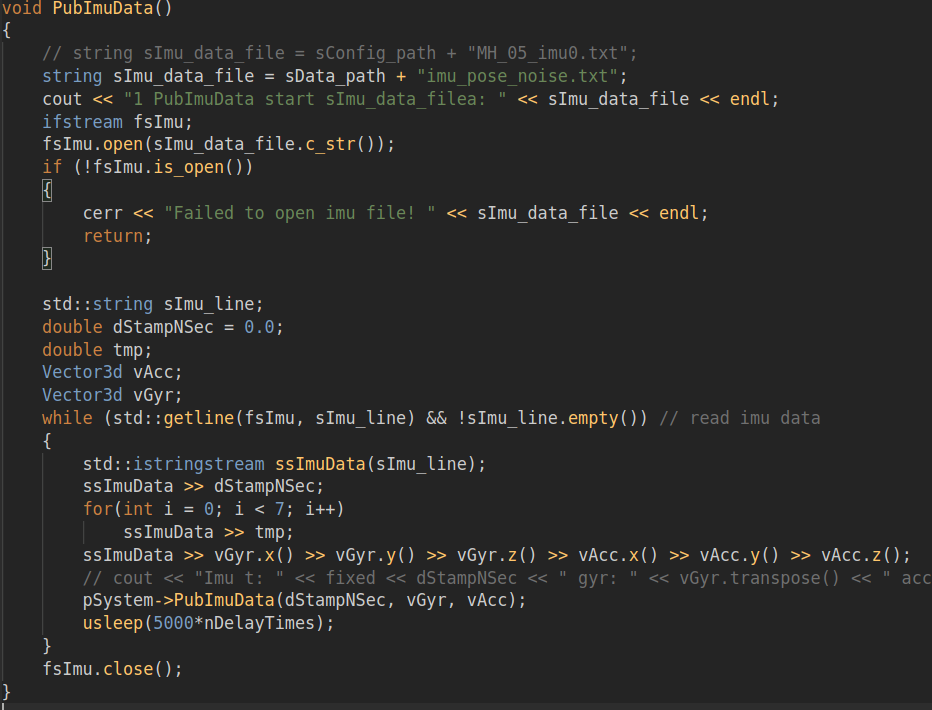 void PubImuData()
{
    // string sImu_data_file = sConfig_path + "MH_05_imu0.txt";
    string sImu_data_file = sData_path + "imu_pose_noise.txt";
    cout << "1 PubImuData start sImu_data_filea: " << sImu_data_file << endl;
    ifstream fsImu;
    fsImu.open(sImu_data_file.c_str());
    if (!fsImu.is_open())
    {
        cerr << "Failed to open imu file! " << sImu_data_file << endl;
        return;
    }

    std::string sImu_line;
    double dStampNSec = 0.0;
    double tmp;
    Vector3d vAcc;
    Vector3d vGyr;
    while (std::getline(fsImu, sImu_line) && !sImu_line.empty()) // read imu data
    {
        std::istringstream ssImuData(sImu_line);
        ssImuData >> dStampNSec;
        for(int i = 0; i < 7; i++)
            ssImuData >> tmp;
        ssImuData >> vGyr.x() >> vGyr.y() >> vGyr.z() >> vAcc.x() >> vAcc.y() >> vAcc.z();
        // cout << "Imu t: " << fixed << dStampNSec << " gyr: " << vGyr.transpose() << " acc
        pSystem->PubImuData(dStampNSec, vGyr, vAcc);
        usleep(5000*nDelayTimes);
    }
    fsImu.close();
}